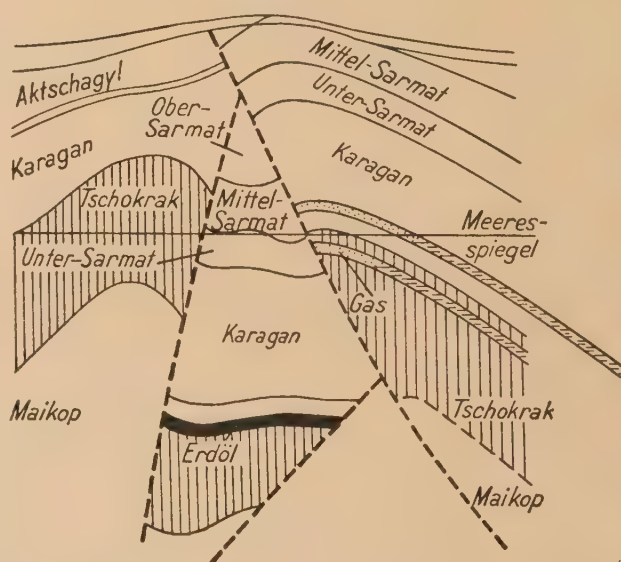 Aktschagyl
Mittel-Sarmat
Unter-Sarmat
Ober-
Sarmat
Karagan
Karagan
Tschokrak
Mittel-
Sarmat
Meeres-
spiegel
Unter-Sarmat
Gas
Karagan
Maikop
Tschokrak
Erdöl
Maikop